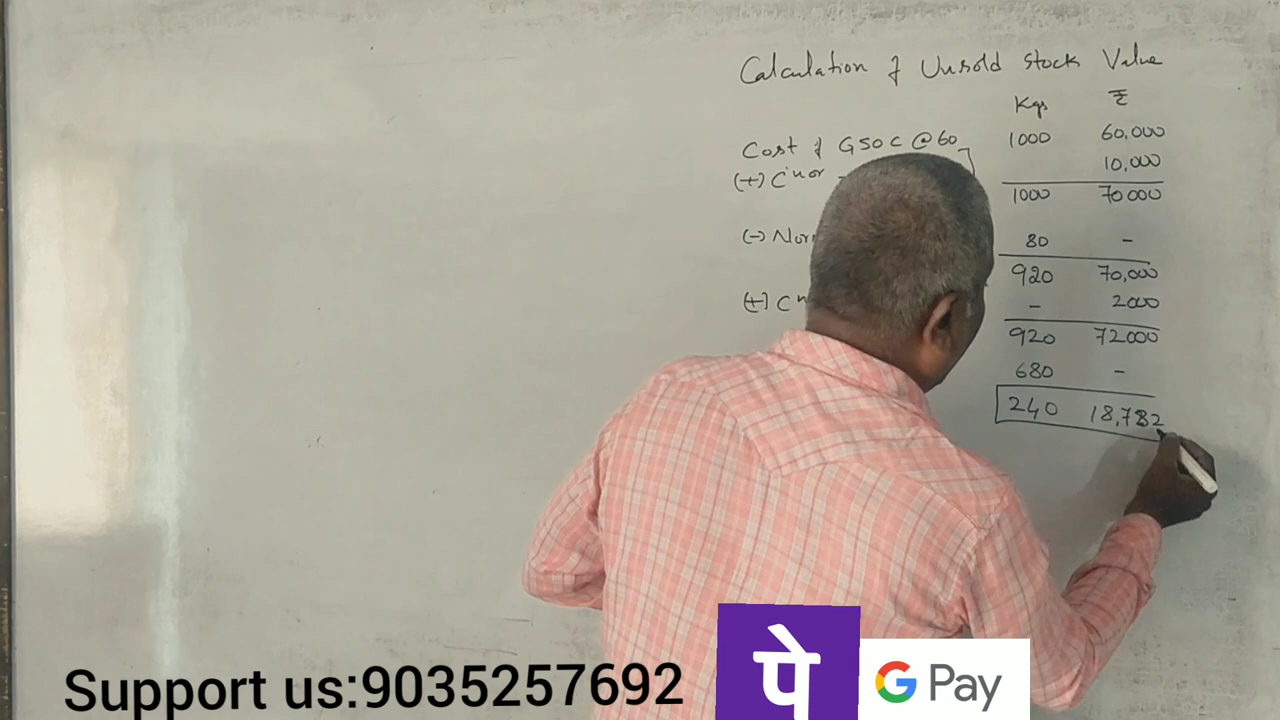 Calculation of Unsold Stock Value
Kgs ₹
Cost of GSOC @ 60 1000 60,000
(+) C'nor 10,000
1000 70000
(-) Nor 80 -
920 70,000
(+) C - 2000
920 72000
680 -
240 18,782
Support us:9035257692 पे G Pay